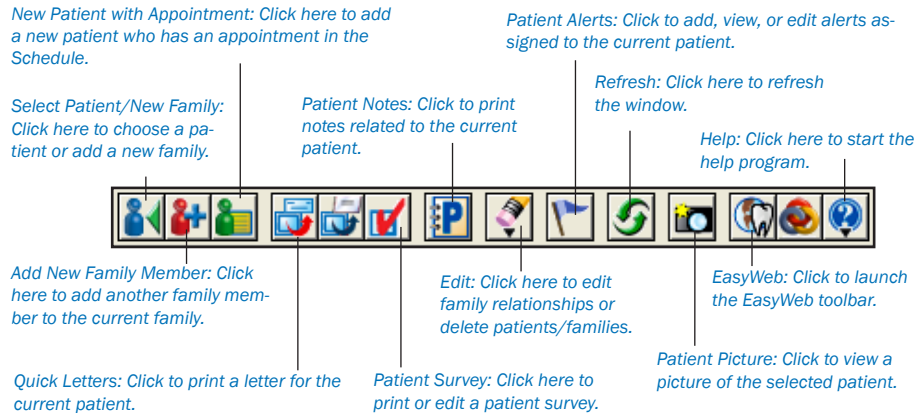 New Patient with Appointment: Click here to add
a new patient who has an appointment in the
Schedule.
Patient Alerts: Click to add, view, or edit alerts as-
signed to the current patient.
Select Patient/New Family:
Click here to choose a pa-
tient or add a new family.
Patient Notes: Click to print
notes related to the current
patient.
Refresh: Click here to refresh
the window.
Help: Click here to start the
help program.
P
?
Add New Family Member: Click
here to add another family mem-
ber to the current family.
Edit: Click here to edit
family relationships or
delete patients/families.
EasyWeb: Click to launch
the EasyWeb toolbar.
Quick Letters: Click to print a letter for the
current patient.
Patient Survey: Click here to
print or edit a patient survey.
Patient Picture: Click to view a
picture of the selected patient.